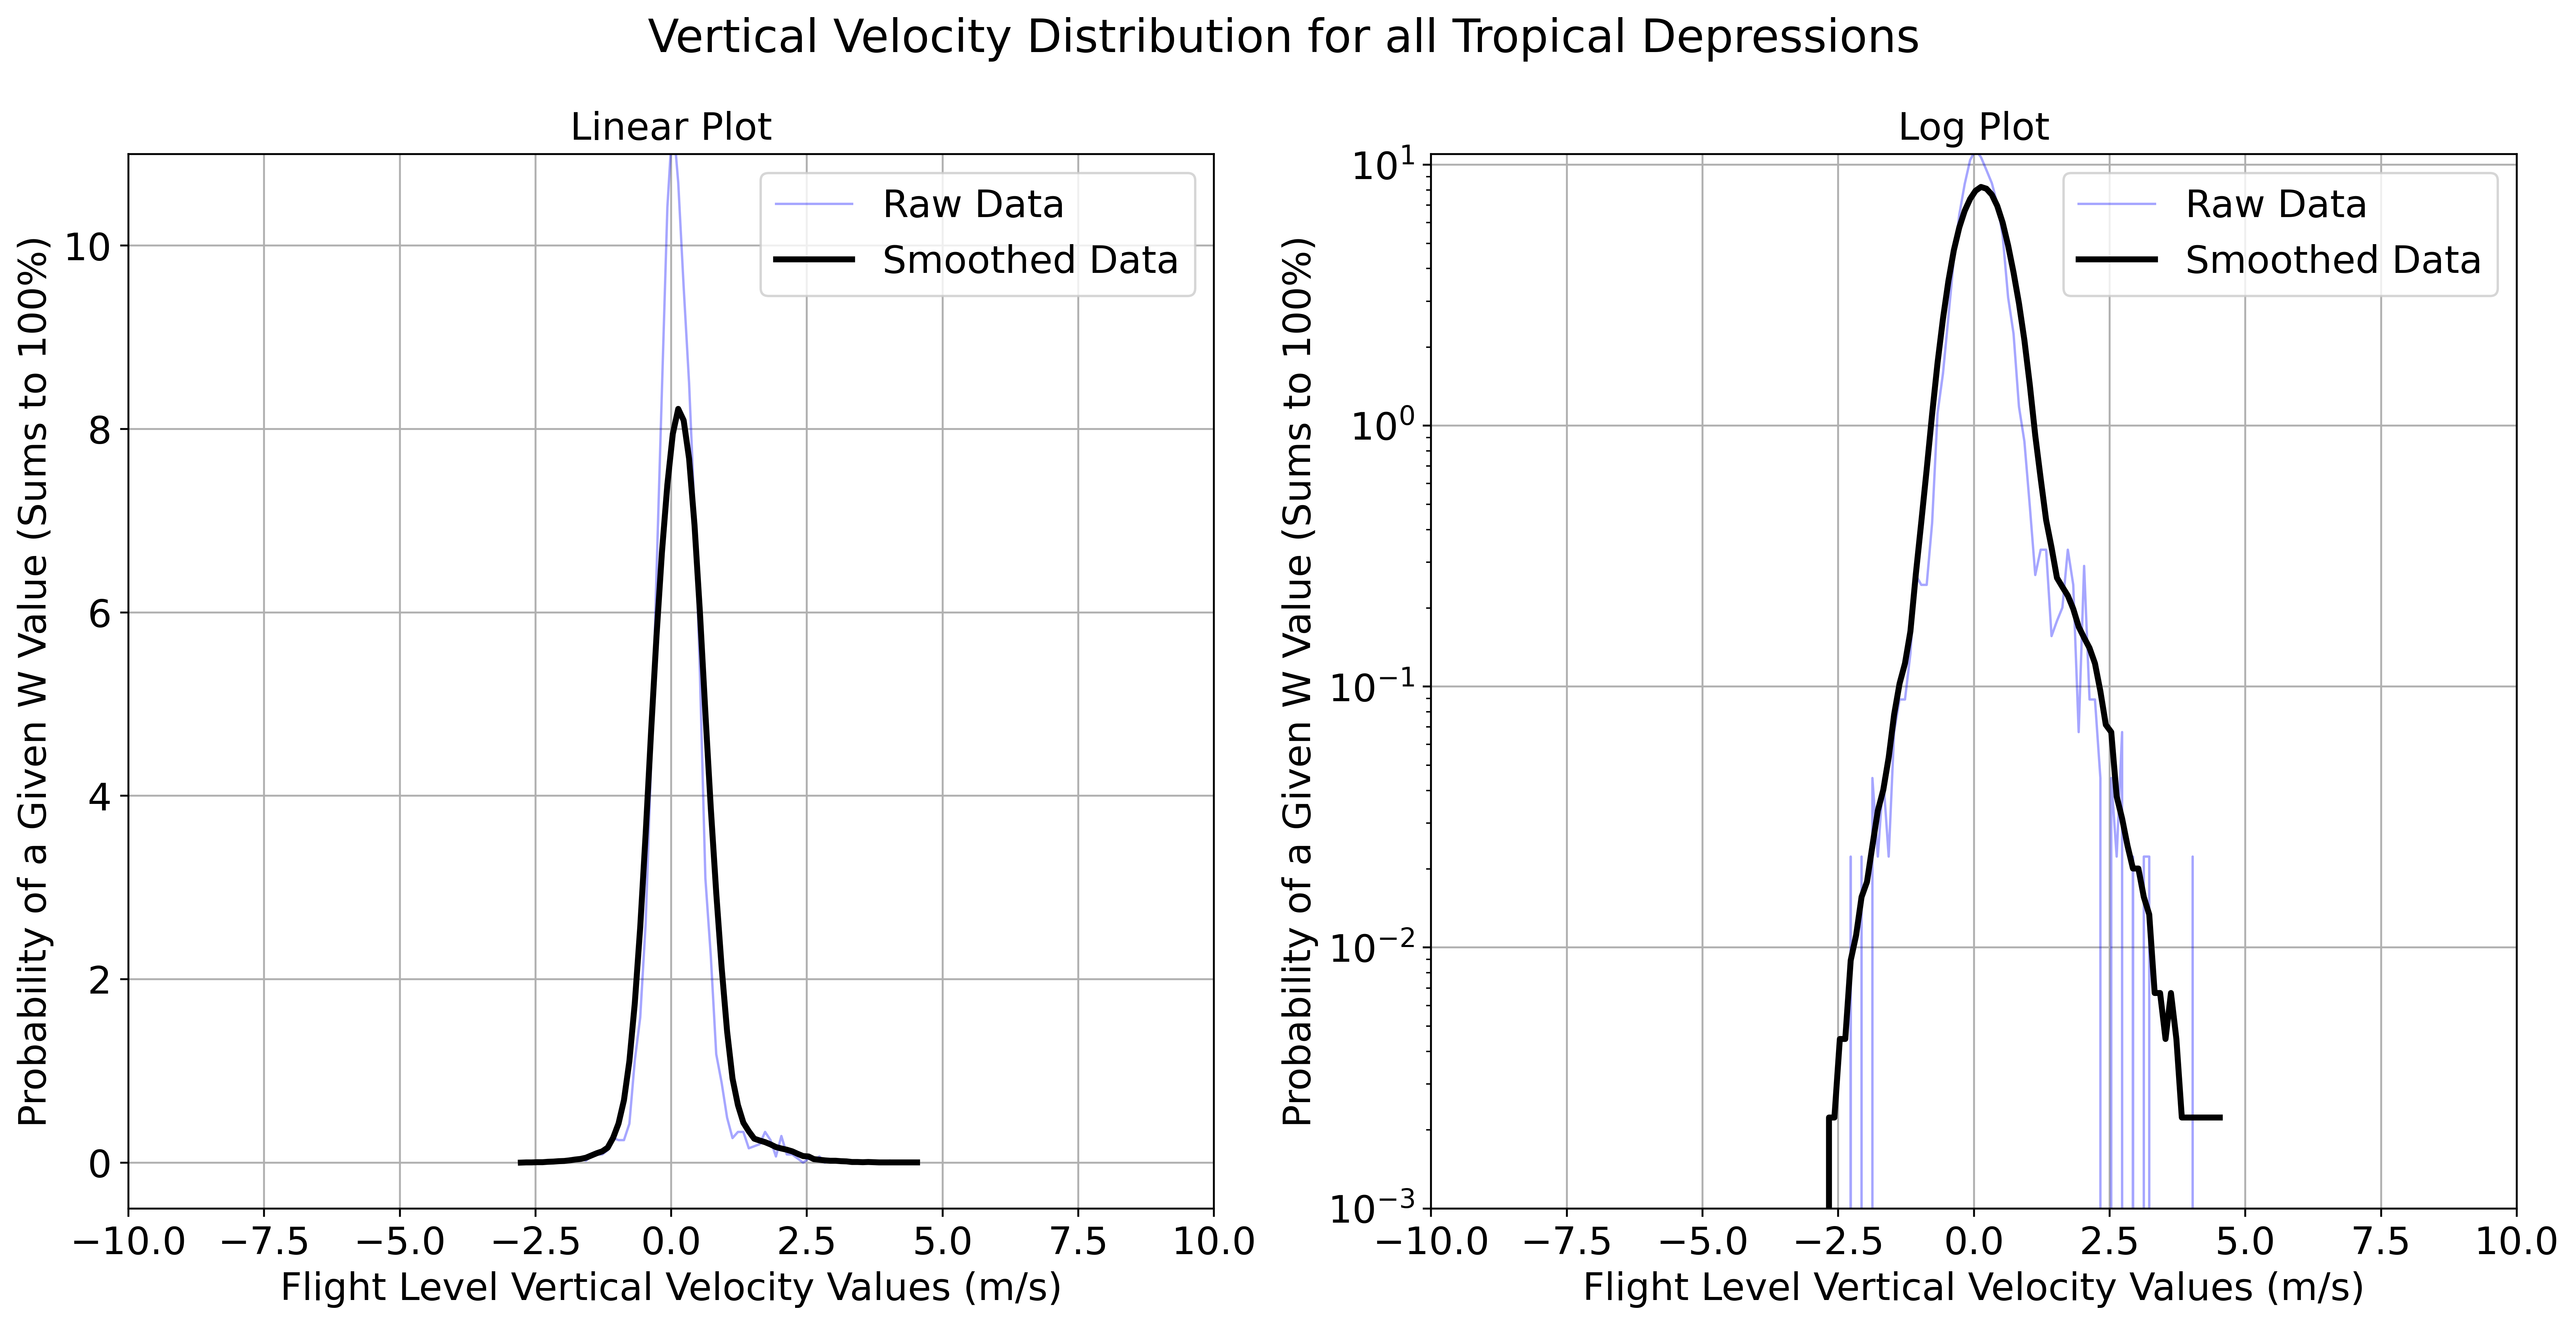 Vertical Velocity Distribution for all Tropical Depressions
Linear Plot
Probability of a Given W Value (Sums to 100%)
10
8
6
4
2
0
Raw Data
Smoothed Data
−10.0 −7.5 −5.0 −2.5 0.0 2.5 5.0 7.5 10.0
Flight Level Vertical Velocity Values (m/s)
Log Plot
Probability of a Given W Value (Sums to 100%)
10¹
10⁰
10⁻¹
10⁻²
10⁻³
Raw Data
Smoothed Data
−10.0 −7.5 −5.0 −2.5 0.0 2.5 5.0 7.5 10.0
Flight Level Vertical Velocity Values (m/s)